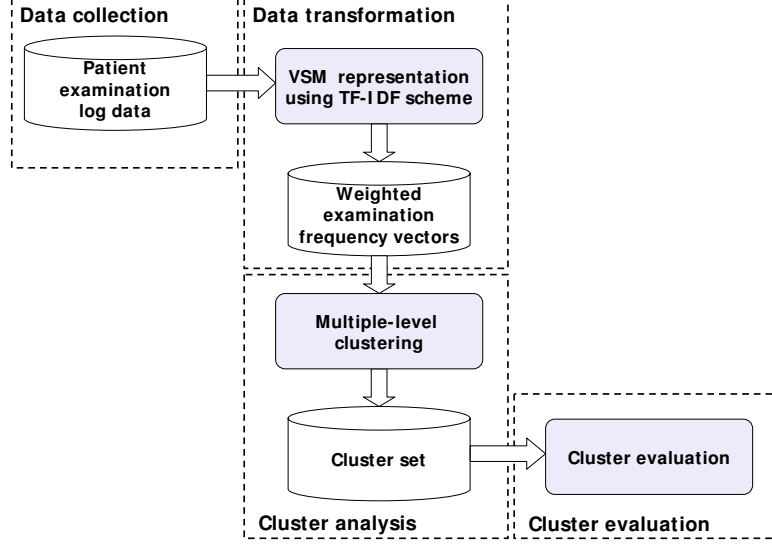 Data collection
Data transformation
Patient
examination
log data
VSM representation
using TF-IDF scheme
Weighted
examination
frequency vectors
Multiple-level
clustering
Cluster set
Cluster evaluation
Cluster analysis
Cluster evaluation